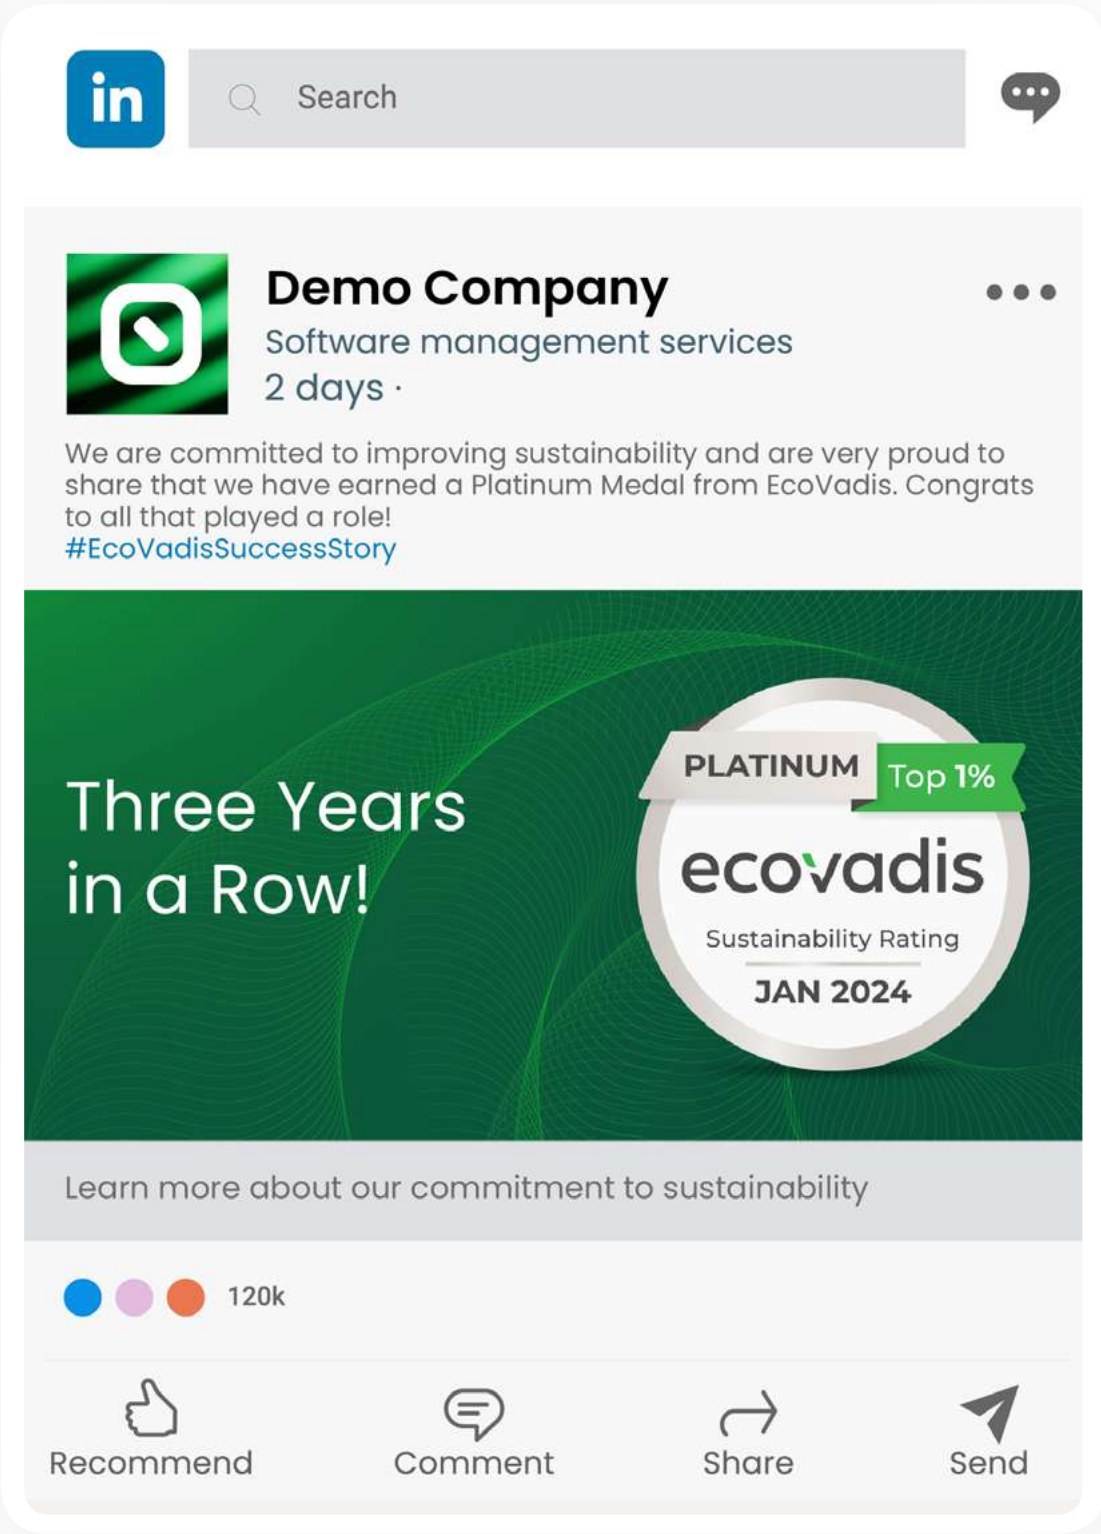 in
Search
Demo Company
Software management services
2 days ·
We are committed to improving sustainability and are very proud to
share that we have earned a Platinum Medal from EcoVadis. Congrats
to all that played a role!
#EcoVadisSuccessStory
Three Years
in a Row!
PLATINUM
Top 1%
ecovadis
Sustainability Rating
JAN 2024
Learn more about our commitment to sustainability
120k
Recommend
Comment
Share
Send